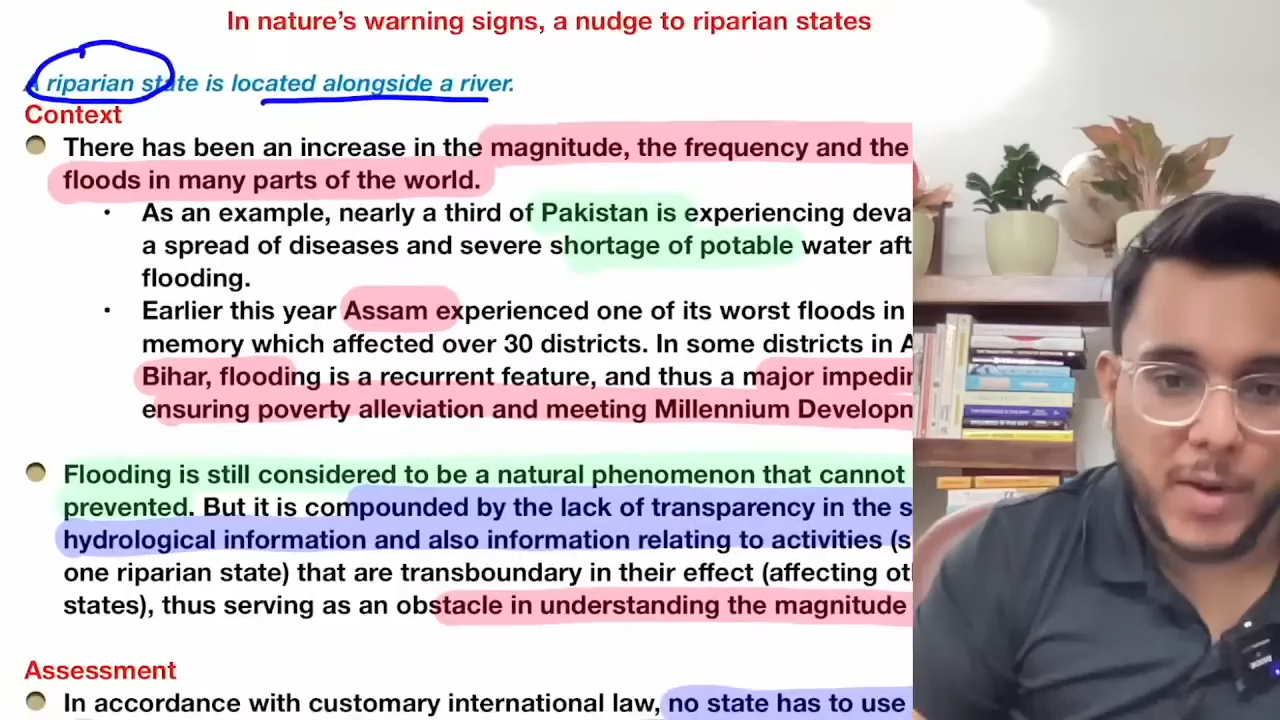 In nature's warning signs, a nudge to riparian states
A riparian state is located alongside a river.
Context
There has been an increase in the magnitude, the frequency and the
floods in many parts of the world.
As an example, nearly a third of Pakistan is experiencing deva
a spread of diseases and severe shortage of potable water aft
flooding.
Earlier this year Assam experienced one of its worst floods in
memory which affected over 30 districts. In some districts in A
Bihar, flooding is a recurrent feature, and thus a major impedim
ensuring poverty alleviation and meeting Millennium Developm
Flooding is still considered to be a natural phenomenon that cannot
prevented. But it is compounded by the lack of transparency in the s
hydrological information and also information relating to activities (s
one riparian state) that are transboundary in their effect (affecting ot
states), thus serving as an obstacle in understanding the magnitude
Assessment
In accordance with customary international law, no state has to use